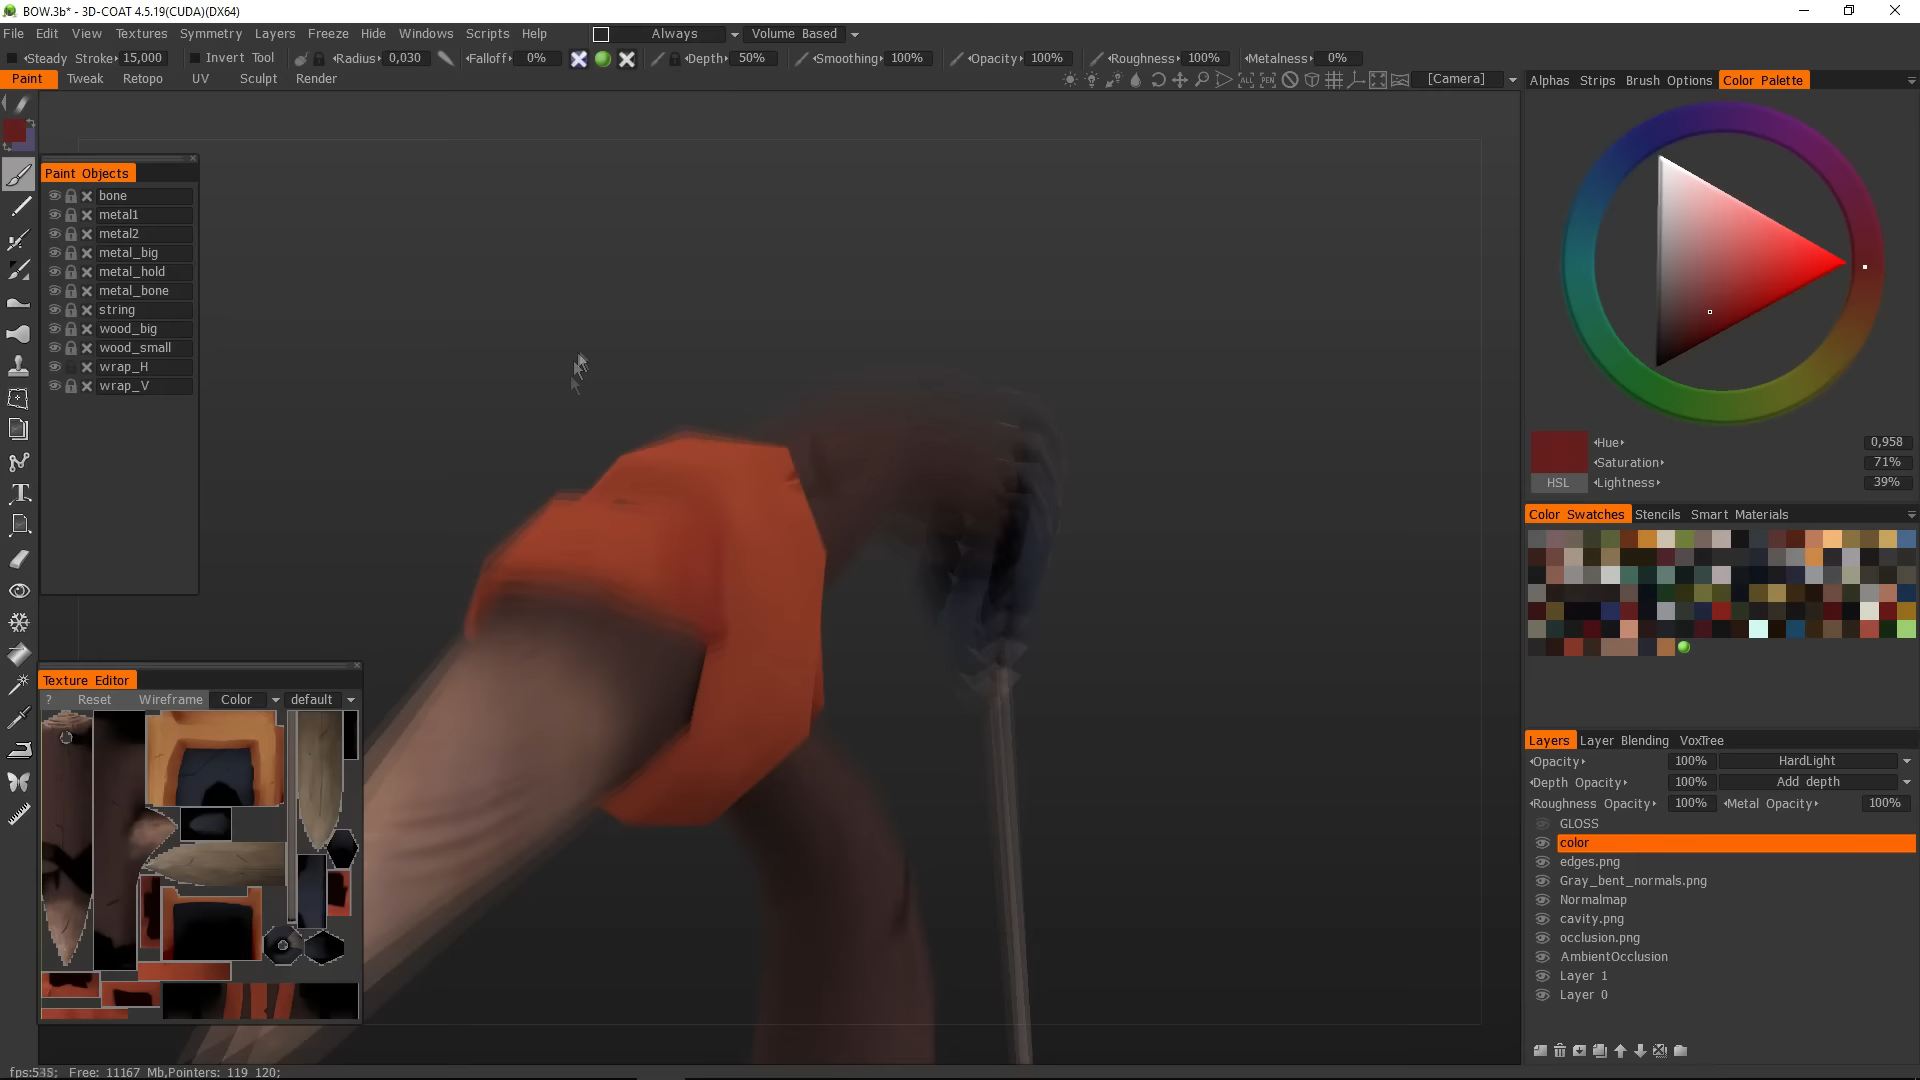 BOW.3b* - 3D-COAT 4.5.19(CUDA)(DX64)
File Edit View Textures Symmetry Layers Freeze Hide Windows Scripts Help Always Volume Based
Steady Stroke 15,000 Invert Tool Radius 0,030 Falloff 0% Depth 50% Smoothing 100% Opacity 100% Roughness 100% Metalness 0%
Paint Tweak Retopo UV Sculpt Render [Camera]
Alphas Strips Brush Options Color Palette
Paint Objects
bone
metal1
metal2
metal_big
metal_hold
metal_bone
string
wood_big
wood_small
wrap_H
wrap_V
Hue 0,958
Saturation 71%
HSL Lightness 39%
Color Swatches Stencils Smart Materials
Texture Editor
? Reset Wireframe Color default
Layers Layer Blending VoxTree
Opacity 100% HardLight
Depth Opacity 100% Add depth
Roughness Opacity 100% Metal Opacity 100%
GLOSS
color
edges.png
Gray_bent_normals.png
Normalmap
cavity.png
occlusion.png
AmbientOcclusion
Layer 1
Layer 0
Free: 11167 Mb,Pointers: 119 120;